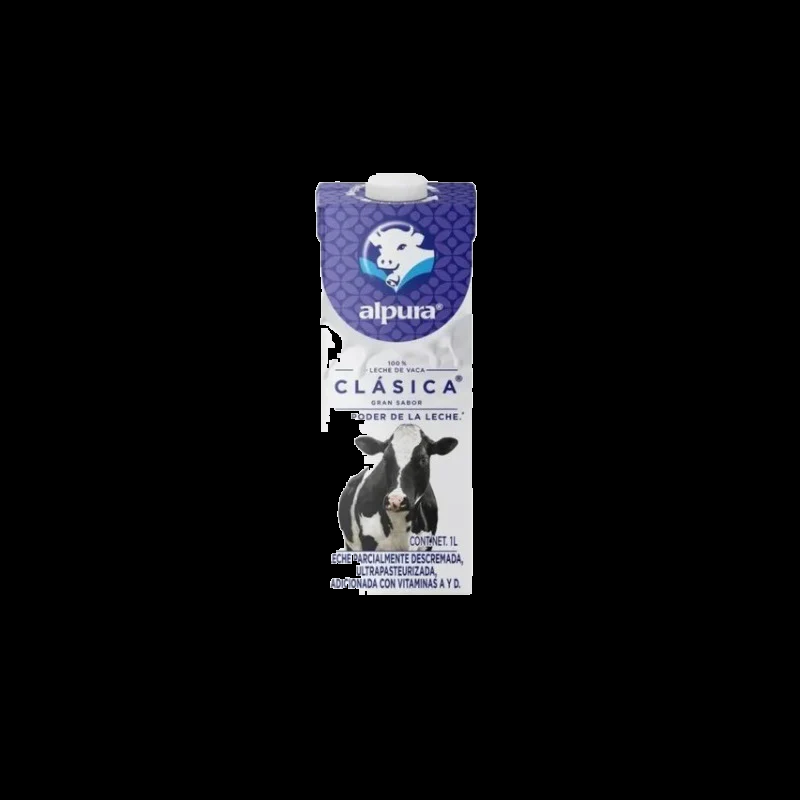 alpura®
100%
LECHE DE VACA
CLÁSICA®
GRAN SABOR
PODER DE LA LECHE.
CONT. NET. 1L
ECHE PARCIALMENTE DESCREMADA,
ULTRAPASTEURIZADA,
ADICIONADA CON VITAMINAS A Y D.